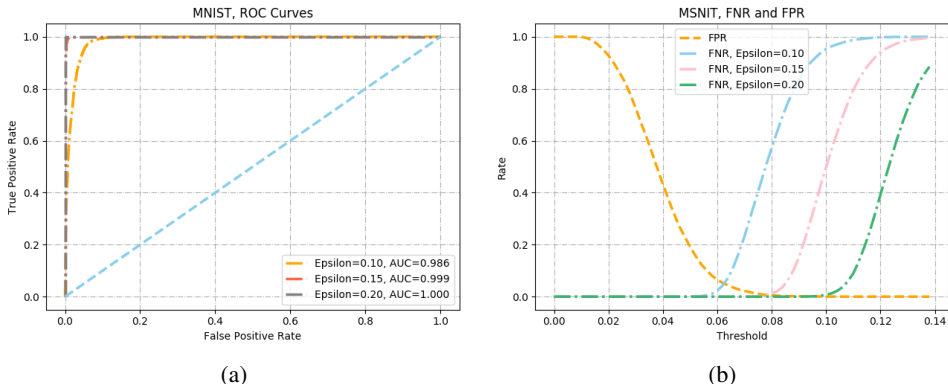 MNIST, ROC Curves
1.0
0.8
0.6
0.4
0.2
0.0
True Positive Rate
Epsilon=0.10, AUC=0.986
Epsilon=0.15, AUC=0.999
Epsilon=0.20, AUC=1.000
0.0 0.2 0.4 0.6 0.8 1.0
False Positive Rate
(a)
MSNIT, FNR and FPR
FPR
FNR, Epsilon=0.10
FNR, Epsilon=0.15
FNR, Epsilon=0.20
1.0
0.8
0.6
0.4
0.2
0.0
Rate
0.00 0.02 0.04 0.06 0.08 0.10 0.12 0.14
Threshold
(b)